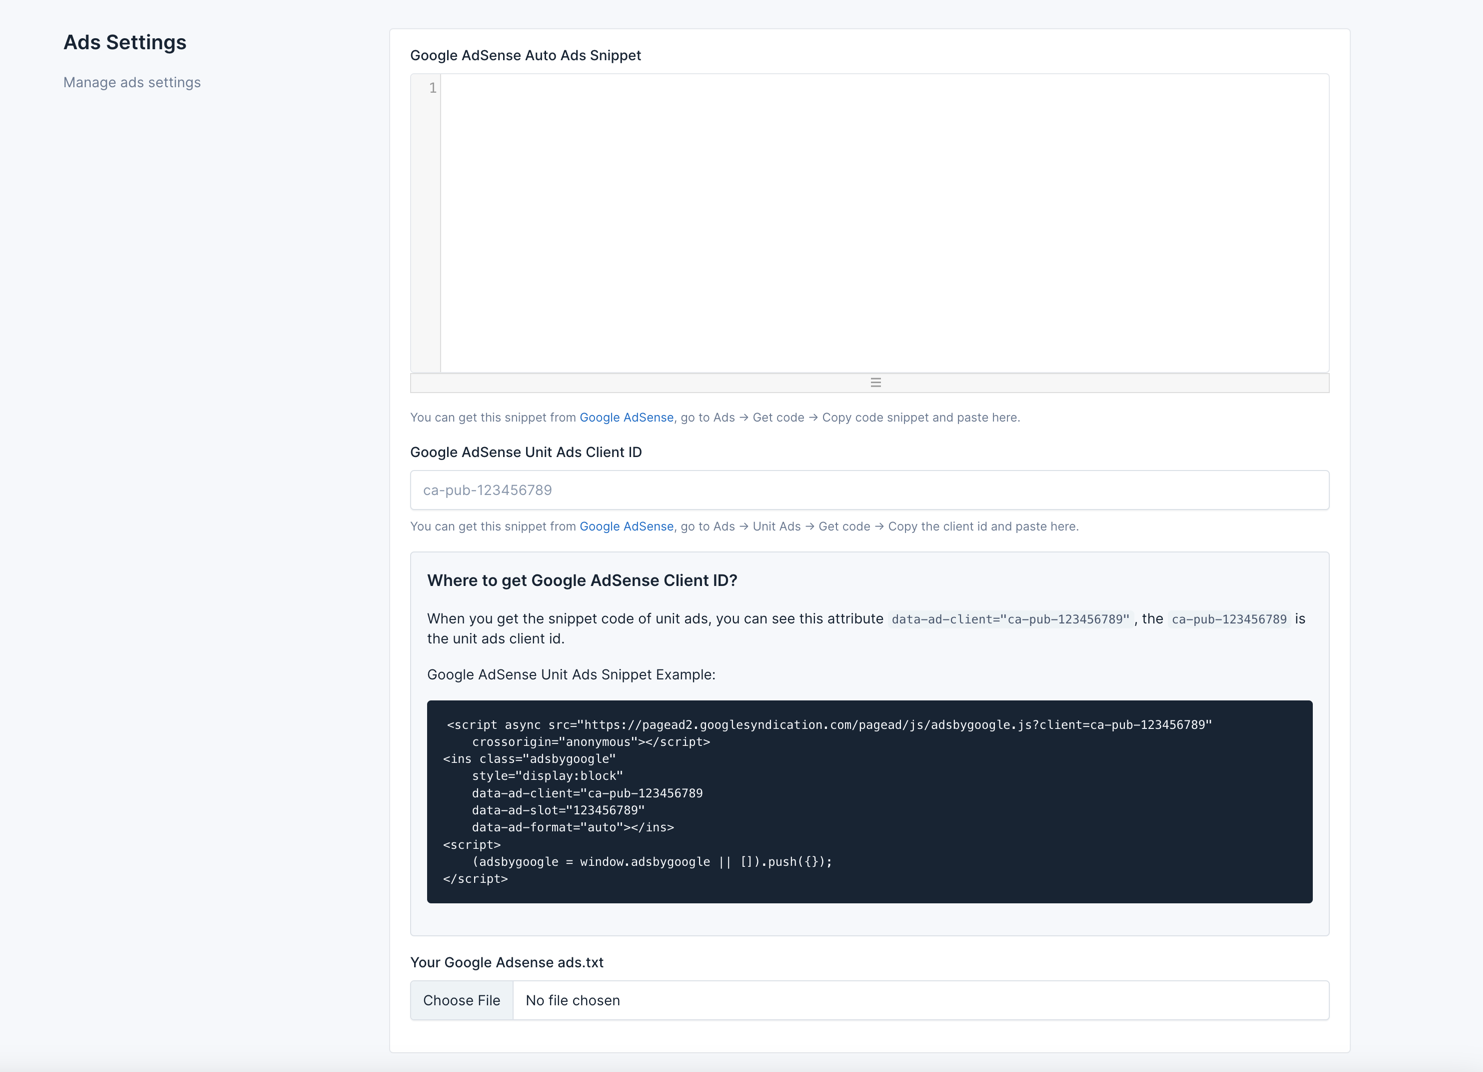 Ads Settings
Manage ads settings
Google AdSense Auto Ads Snippet
1
You can get this snippet from Google AdSense, go to Ads → Get code → Copy code snippet and paste here.
Google AdSense Unit Ads Client ID
ca-pub-123456789
You can get this snippet from Google AdSense, go to Ads → Unit Ads → Get code → Copy the client id and paste here.
Where to get Google AdSense Client ID?
When you get the snippet code of unit ads, you can see this attribute data-ad-client="ca-pub-123456789" , the ca-pub-123456789 is
the unit ads client id.
Google AdSense Unit Ads Snippet Example:
<script async src="https://pagead2.googlesyndication.com/pagead/js/adsbygoogle.js?client=ca-pub-123456789"
    crossorigin="anonymous"></script>
<ins class="adsbygoogle"
    style="display:block"
    data-ad-client="ca-pub-123456789
    data-ad-slot="123456789"
    data-ad-format="auto"></ins>
<script>
    (adsbygoogle = window.adsbygoogle || []).push({});
</script>
Your Google Adsense ads.txt
Choose File No file chosen